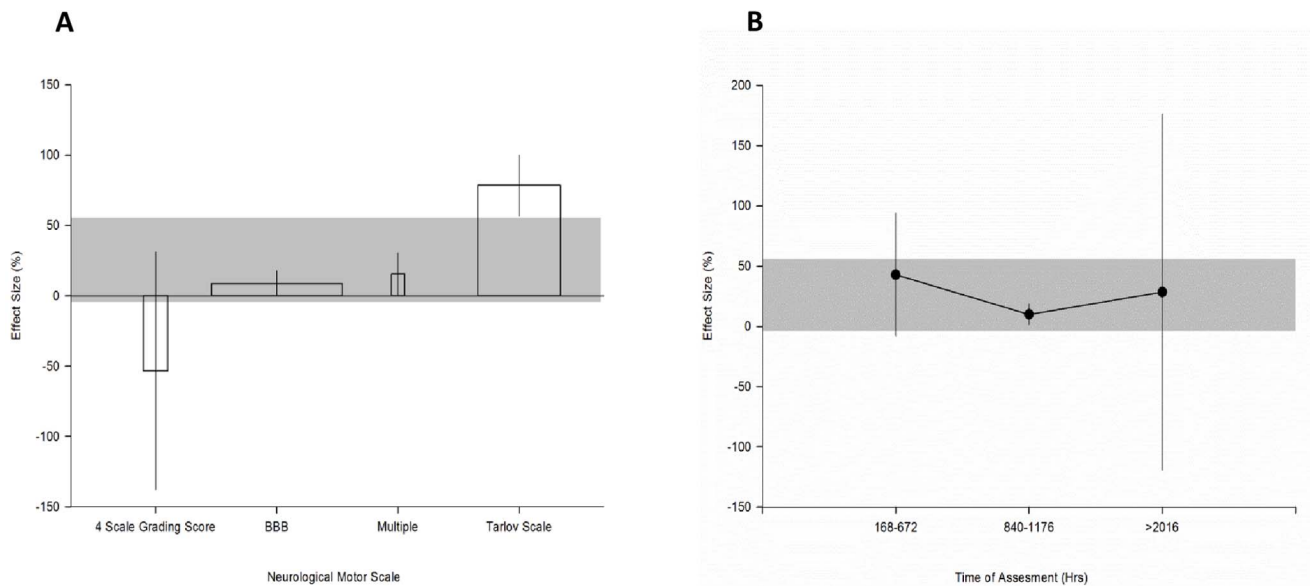 A
150
100
50
0
-50
-100
-150
Effect Size (%)
4 Scale Grading Score BBB Multiple Tarlov Scale
Neurological Motor Scale
B
200
150
100
50
0
-50
-100
-150
Effect Size (%)
168-672 840-1176 >2016
Time of Assesment (Hrs)